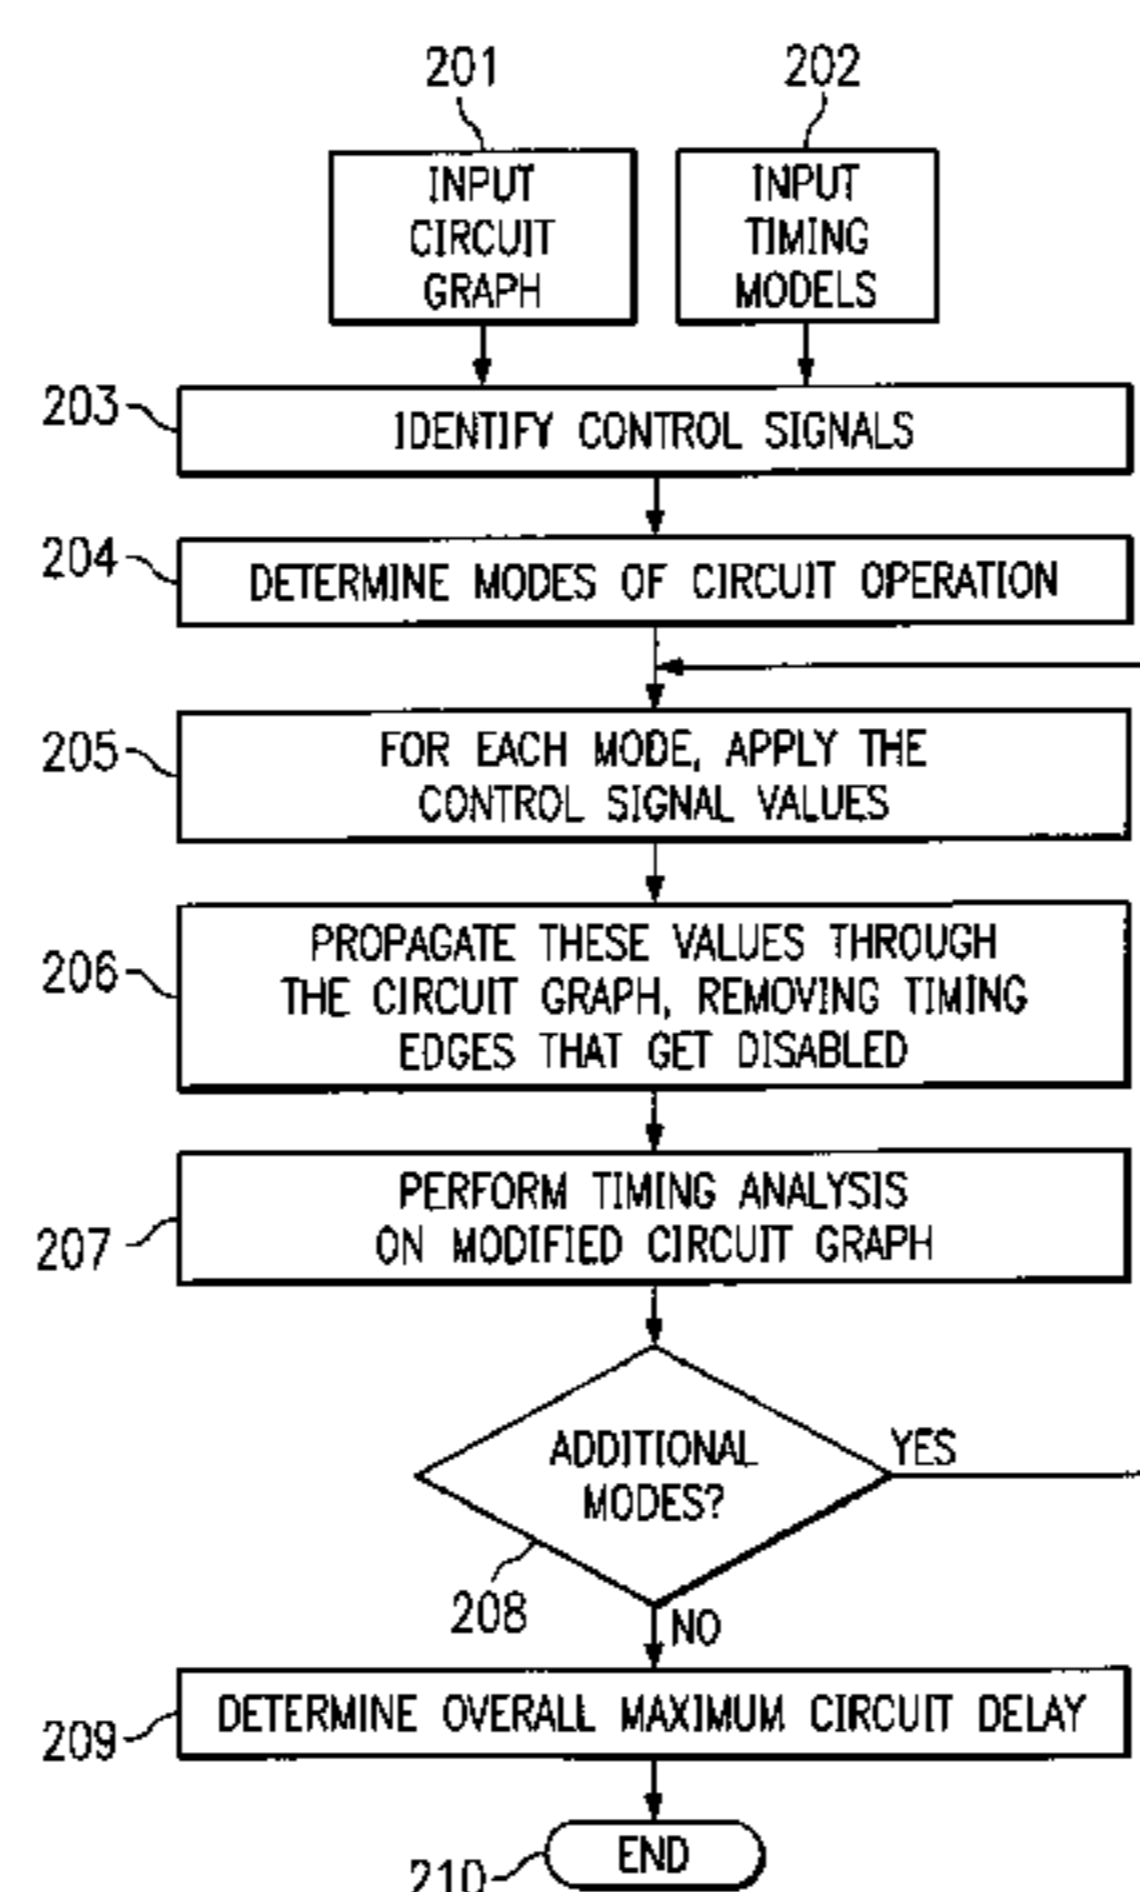 201
202
INPUT
CIRCUIT
GRAPH
INPUT
TIMING
MODELS
203
IDENTIFY CONTROL SIGNALS
204
DETERMINE MODES OF CIRCUIT OPERATION
205
FOR EACH MODE, APPLY THE
CONTROL SIGNAL VALUES
206
PROPAGATE THESE VALUES THROUGH
THE CIRCUIT GRAPH, REMOVING TIMING
EDGES THAT GET DISABLED
207
PERFORM TIMING ANALYSIS
ON MODIFIED CIRCUIT GRAPH
ADDITIONAL
MODES?
YES
208
NO
209
DETERMINE OVERALL MAXIMUM CIRCUIT DELAY
210
END